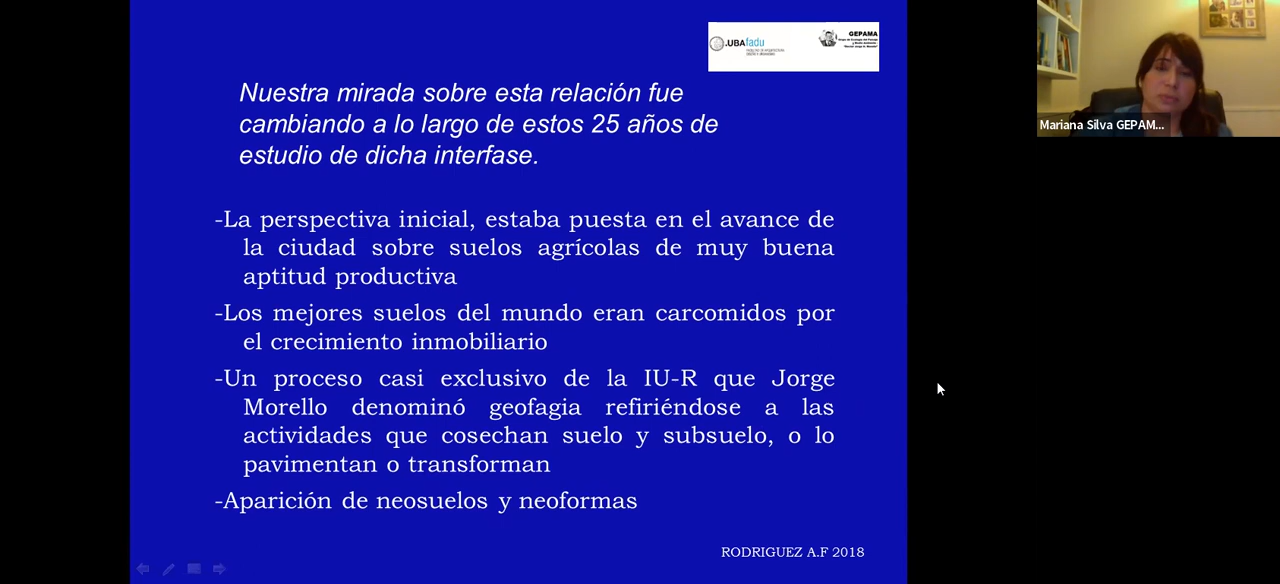 .UBAfadu
GEPAMA
Nuestra mirada sobre esta relación fue
cambiando a lo largo de estos 25 años de
estudio de dicha interfase.
-La perspectiva inicial, estaba puesta en el avance de
la ciudad sobre suelos agrícolas de muy buena
aptitud productiva
-Los mejores suelos del mundo eran carcomidos por
el crecimiento inmobiliario
-Un proceso casi exclusivo de la IU-R que Jorge
Morello denominó geofagia refiriéndose a las
actividades que cosechan suelo y subsuelo, o lo
pavimentan o transforman
-Aparición de neosuelos y neoformas
RODRIGUEZ A.F 2018
Mariana Silva GEPAM...